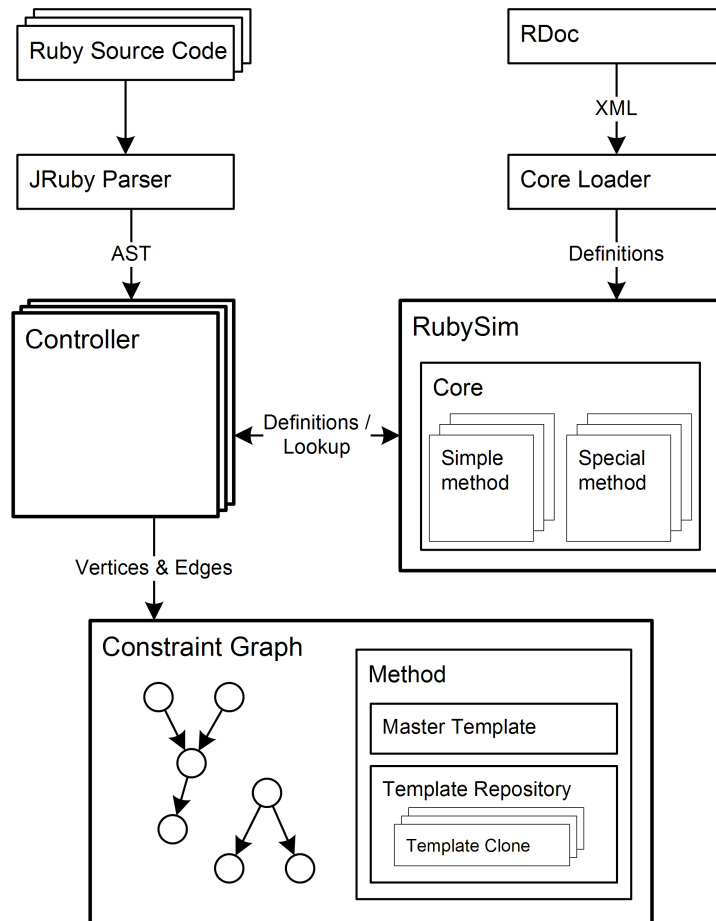 Ruby Source Code
RDoc
XML
JRuby Parser
Core Loader
AST
Definitions
Controller
RubySim
Core
Definitions /
Lookup
Simple
method
Special
method
Vertices & Edges
Constraint Graph
Method
Master Template
Template Repository
Template Clone